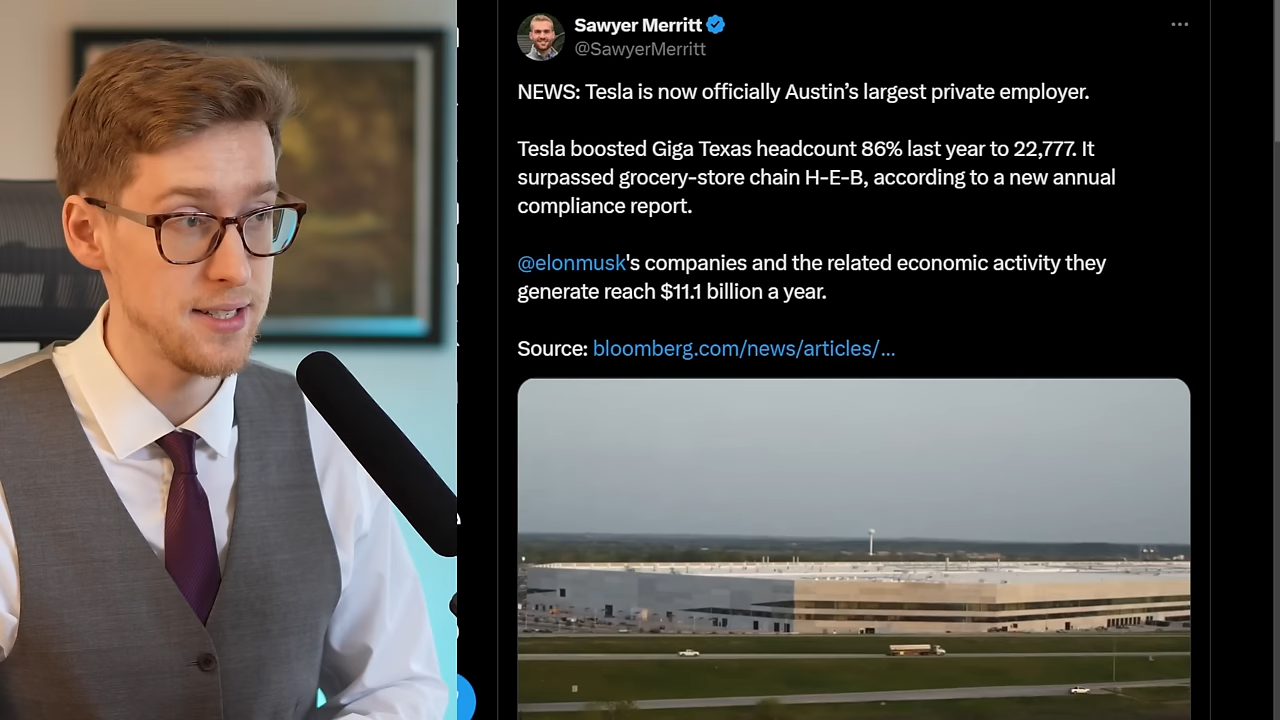 Sawyer Merritt
@SawyerMerritt
NEWS: Tesla is now officially Austin’s largest private employer.
Tesla boosted Giga Texas headcount 86% last year to 22,777. It
surpassed grocery-store chain H-E-B, according to a new annual
compliance report.
@elonmusk's companies and the related economic activity they
generate reach $11.1 billion a year.
Source: bloomberg.com/news/articles/...